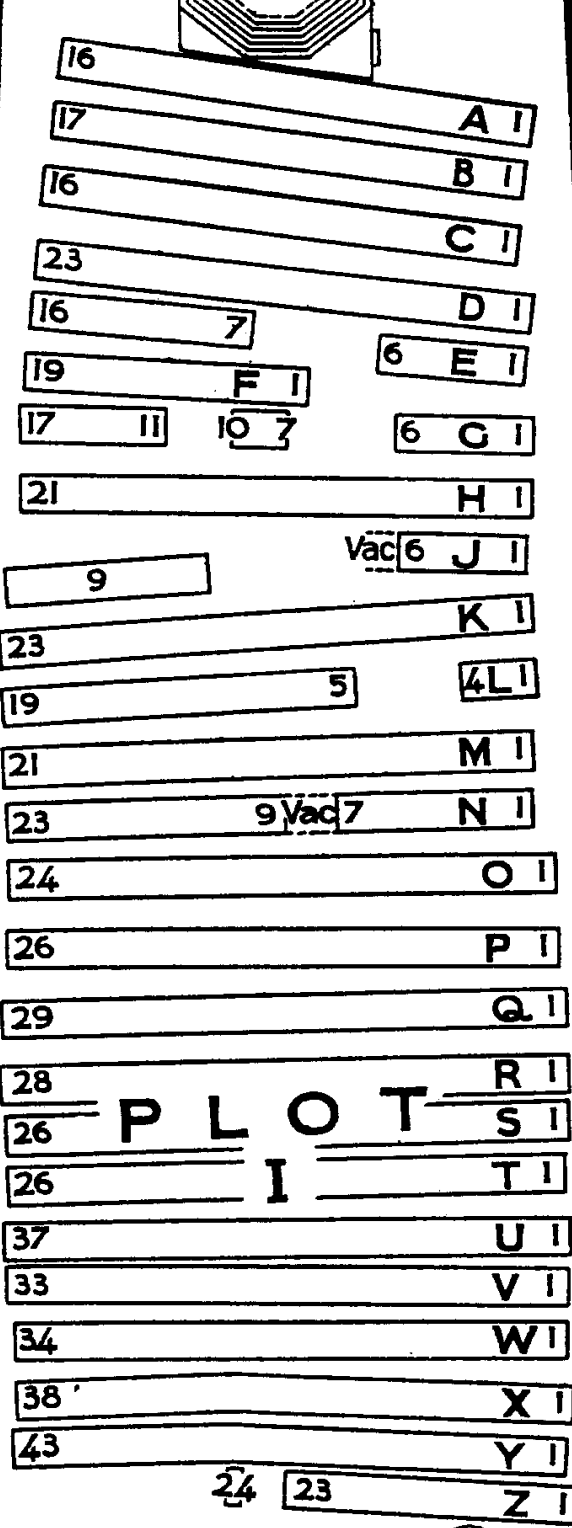 16 A 1
17 B 1
16 C 1
23 D 1
16 7 6 E 1
19 F 1
17 11 10 7 6 G 1
21 H 1
Vac 6 J 1
9
23 K 1
19 5 4 L 1
21 M 1
23 9 Vac 7 N 1
24 O 1
26 P 1
29 Q 1
28 R 1
PLOT
26 S 1
26 I T 1
37 U 1
33 V 1
34 W 1
38 X 1
43 Y 1
24 23 Z 1